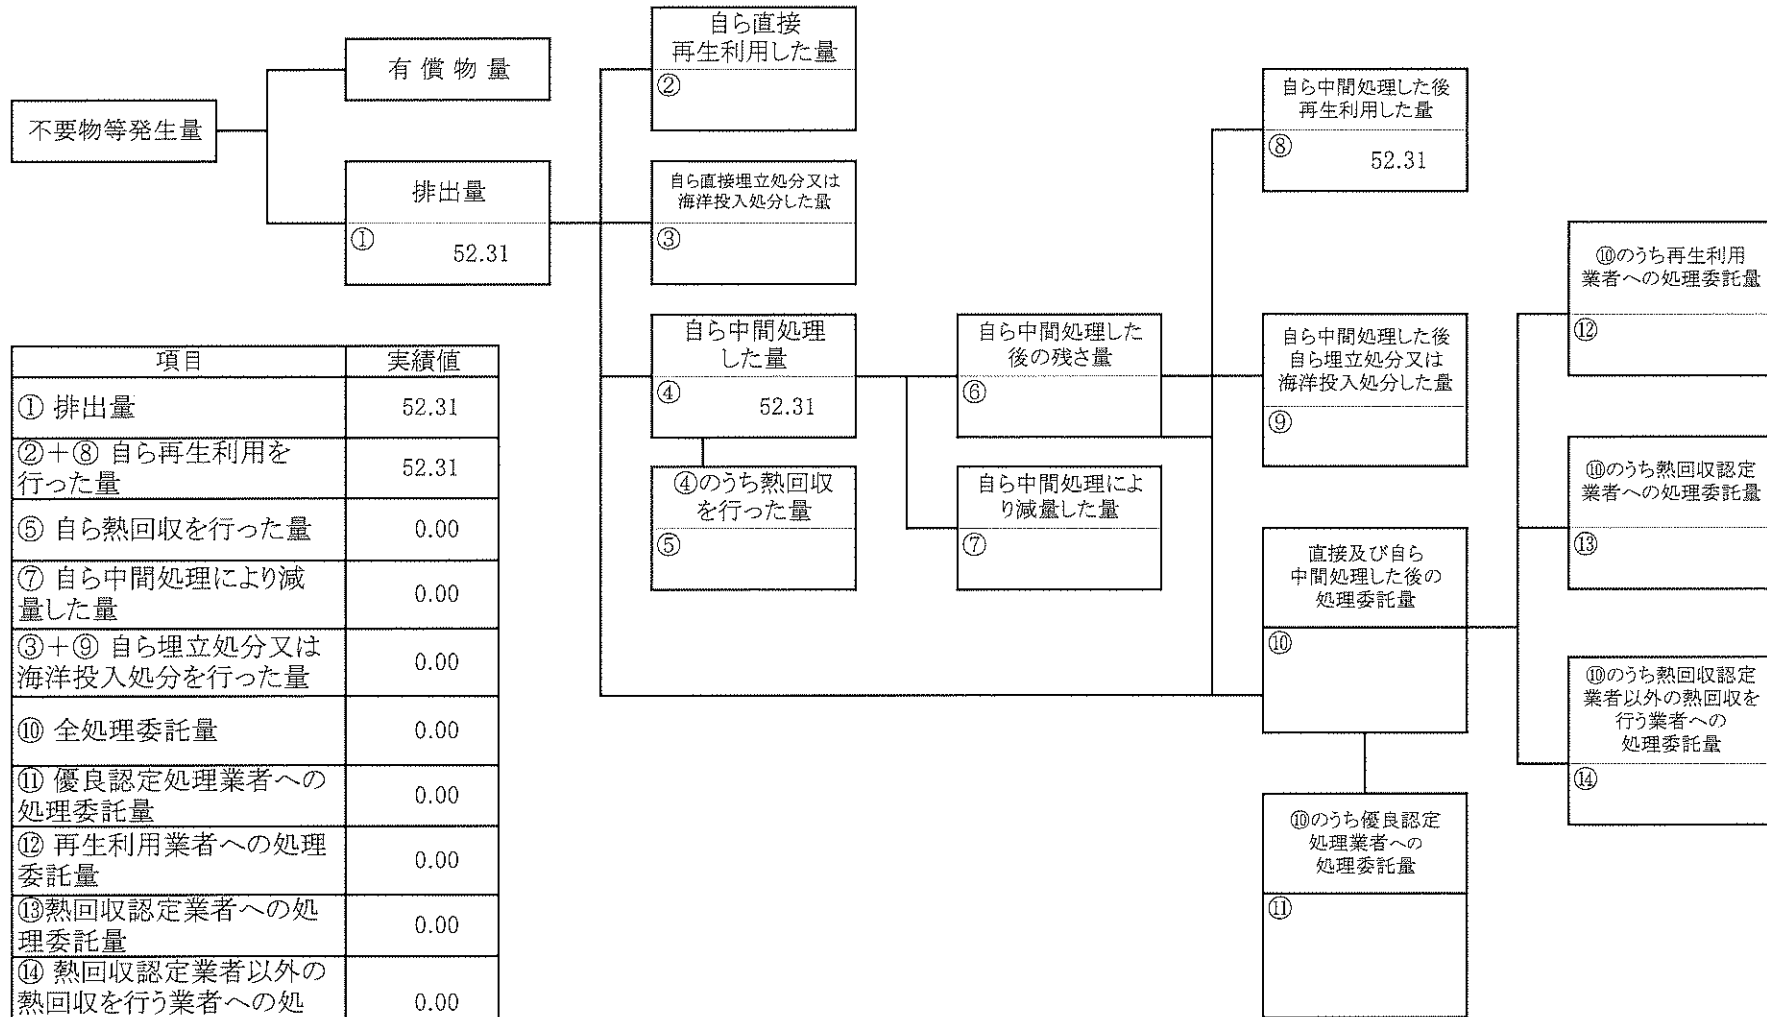 不要物等発生量
有償物量
排出量
①
52.31
自ら直接
再生利用した量
②
自ら直接埋立処分又は
海洋投入処分した量
③
自ら中間処理
した量
④
52.31
④のうち熱回収
を行った量
⑤
自ら中間処理した
後の残さ量
⑥
自ら中間処理によ
り減量した量
⑦
自ら中間処理した後
再生利用した量
⑧
52.31
自ら中間処理した後
自ら埋立処分又は
海洋投入処分した量
⑨
直接及び自ら
中間処理した後の
処理委託量
⑩
⑩のうち優良認定
処理業者への
処理委託量
⑪
⑩のうち再生利用
業者への処理委託量
⑫
⑩のうち熱回収認定
業者への処理委託量
⑬
⑩のうち熱回収認定
業者以外の熱回収を
行う業者への
処理委託量
⑭
項目 実績値
① 排出量 52.31
②+⑧ 自ら再生利用を
行った量 52.31
⑤ 自ら熱回収を行った量 0.00
⑦ 自ら中間処理により減
量した量 0.00
③+⑨ 自ら埋立処分又は
海洋投入処分を行った量 0.00
⑩ 全処理委託量 0.00
⑪ 優良認定処理業者への
処理委託量 0.00
⑫ 再生利用業者への処理
委託量 0.00
⑬熱回収認定業者への処
理委託量 0.00
⑭ 熱回収認定業者以外の
熱回収を行う業者への処 0.00